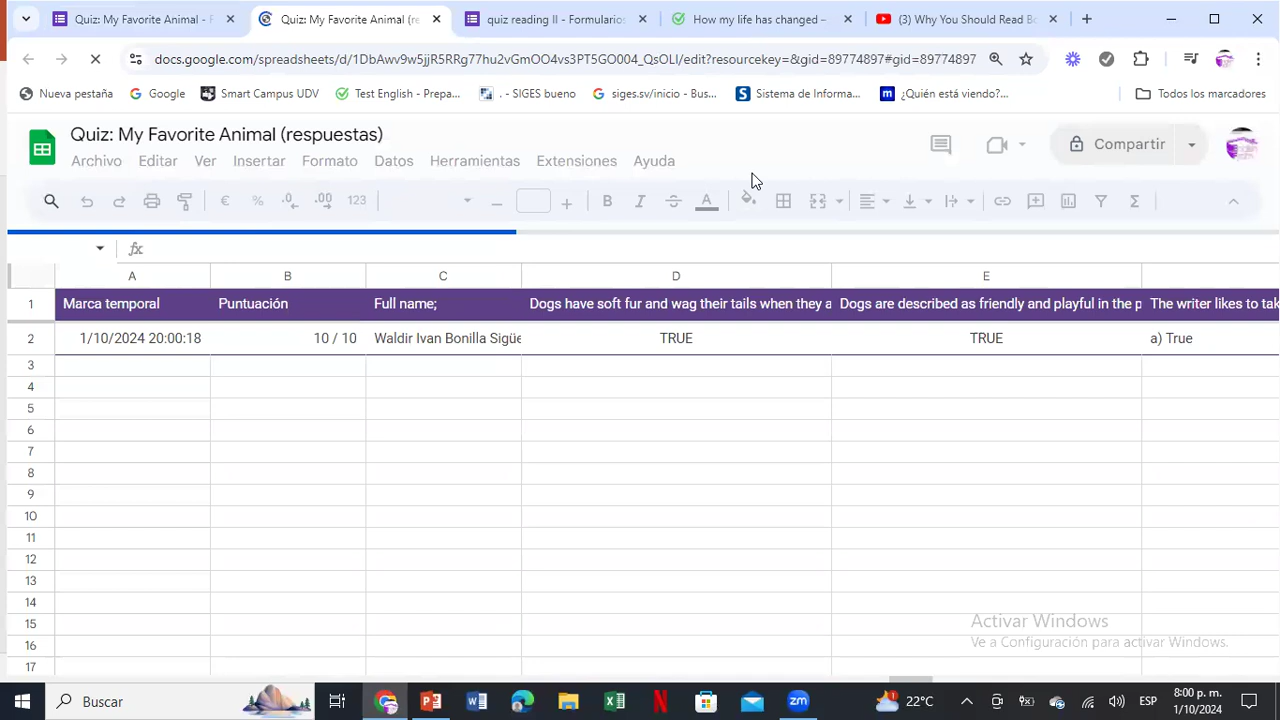 Quiz: My Favorite Animal - F
Quiz: My Favorite Animal (re
quiz reading II - Formularios
How my life has changed –
(3) Why You Should Read Bo
docs.google.com/spreadsheets/d/1DbAwv9w5jjR5RRg77hu2vGmOO4vs3PT5GO004_QsOLI/edit?resourcekey=&gid=89774897#gid=89774897
Nueva pestaña
Google
Smart Campus UDV
Test English - Prepa...
. - SIGES bueno
siges.sv/inicio - Bus...
Sistema de Informa...
¿Quién está viendo?...
Todos los marcadores
Quiz: My Favorite Animal (respuestas)
Archivo Editar Ver Insertar Formato Datos Herramientas Extensiones Ayuda
Compartir
€ % .0 .00 123 B I S A Σ
fx
A B C D E
1 Marca temporal Puntuación Full name; Dogs have soft fur and wag their tails when they a Dogs are described as friendly and playful in the p The writer likes to tak
2 1/10/2024 20:00:18 10 / 10 Waldir Ivan Bonilla Sigüe TRUE TRUE a) True
3
4
5
6
7
8
9
10
11
12
13
14
15
16
17
Activar Windows
Ve a Configuración para activar Windows.
Buscar
22°C
ESP
8:00 p. m.
1/10/2024